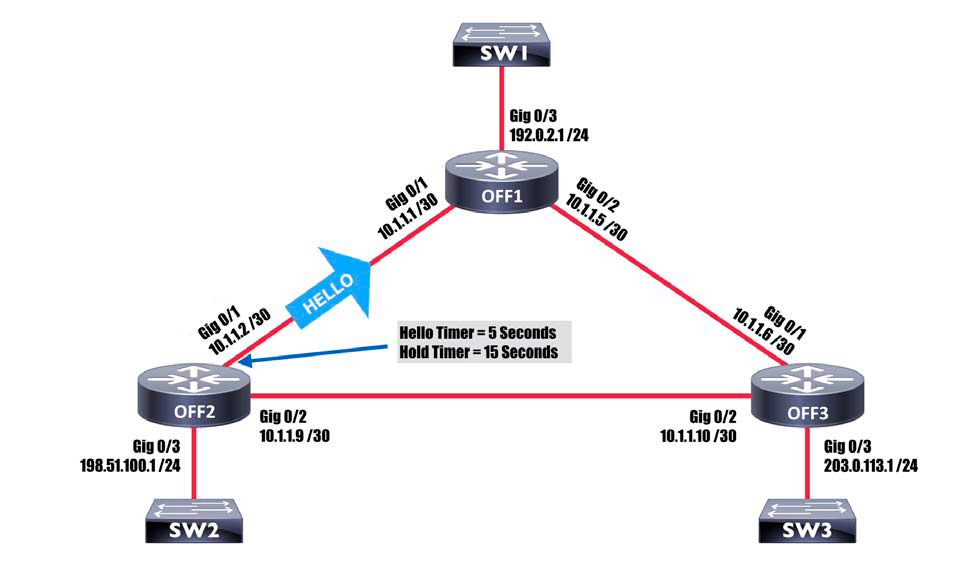 SW1
Gig 0/3
192.0.2.1 /24
OFF1
Gig 0/1
10.1.1.1 /30
Gig 0/2
10.1.1.5 /30
HELLO
Gig 0/1
10.1.1.2 /30
Hello Timer = 5 Seconds
Hold Timer = 15 Seconds
Gig 0/1
10.1.1.6 /30
OFF2
Gig 0/2
10.1.1.9 /30
Gig 0/2
10.1.1.10 /30
OFF3
Gig 0/3
198.51.100.1 /24
Gig 0/3
203.0.113.1 /24
SW2
SW3